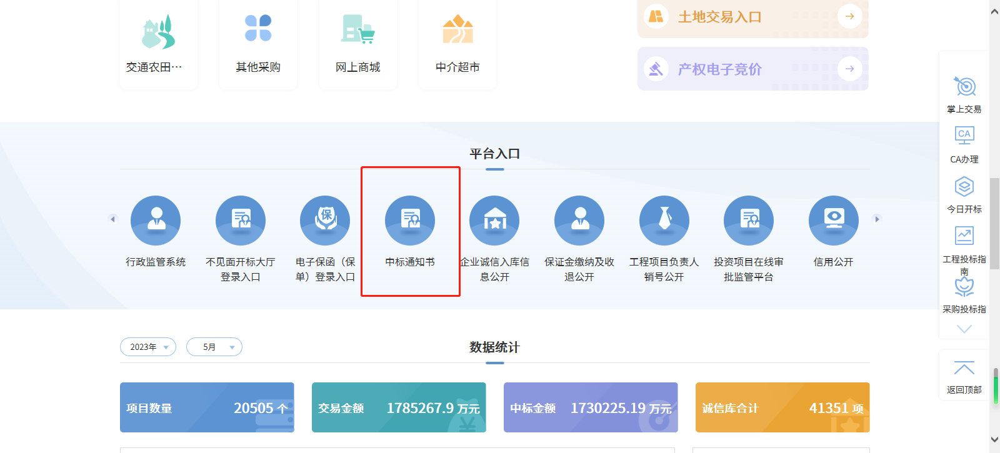 交通农田…
其他采购
网上商城
中介超市
土地交易入口
产权电子竞价
平台入口
行政监管系统
不见面开标大厅
登录入口
保
电子保函（保
单）登录入口
中标通知书
企业诚信入库信
息公开
保证金缴纳及收
退公开
工程项目负责人
销号公开
投资项目在线审
批监管平台
信用公开
2023年
5月
数据统计
项目数量 20505 个
交易金额 1785267.9 万元
中标金额 1730225.19 万元
诚信库合计 41351 项
掌上交易
CA
CA办理
今日开标
工程投标指
南
采购投标指
返回顶部